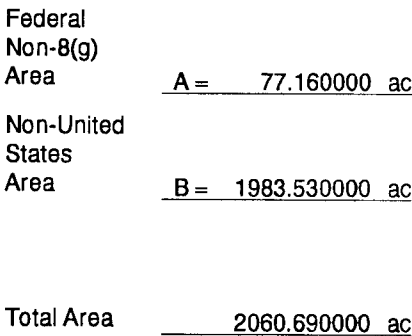 Federal
Non-8(g)
Area A = 77.160000 ac
Non-United
States
Area B = 1983.530000 ac
Total Area 2060.690000 ac